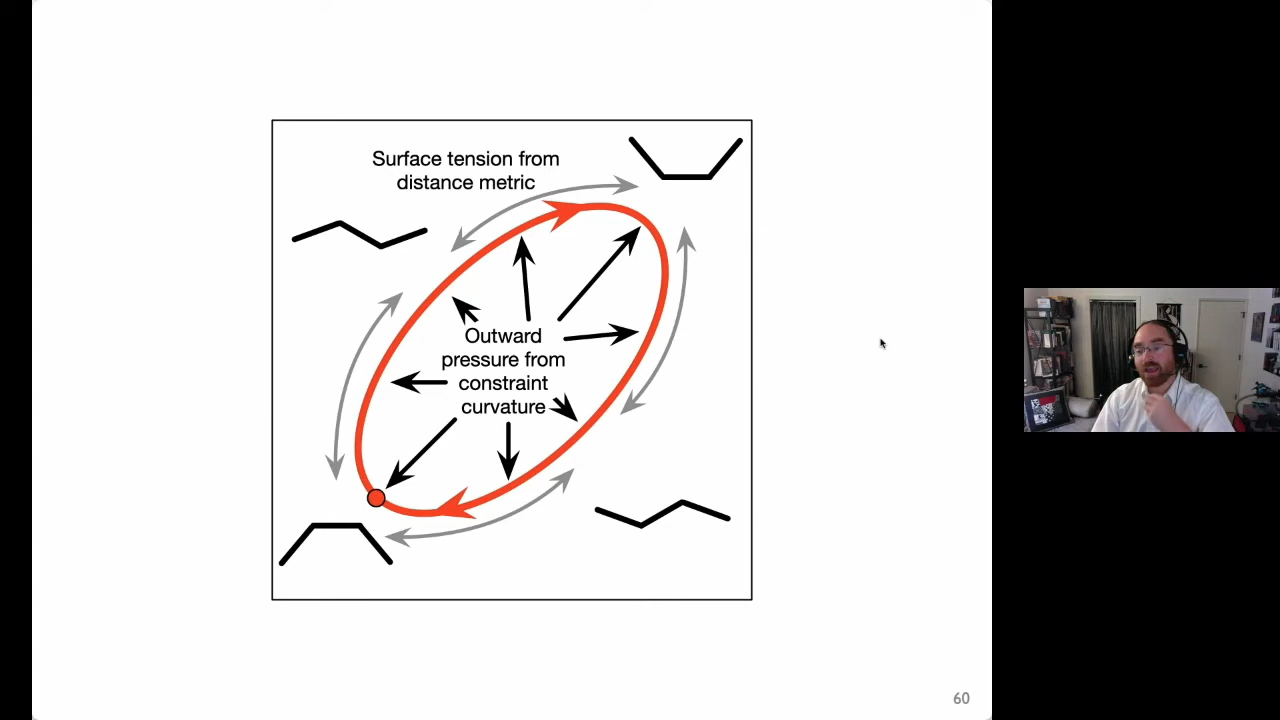 Surface tension from
distance metric
Outward
pressure from
constraint
curvature
60